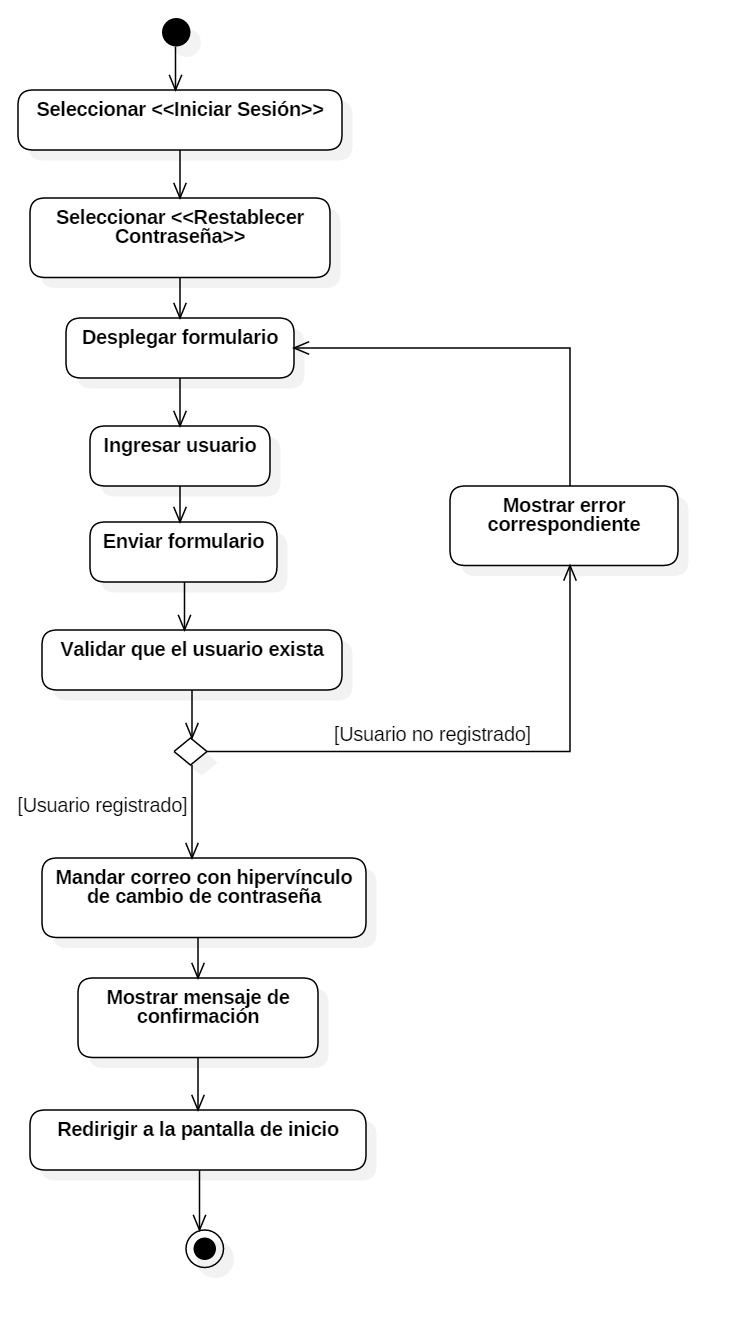 Seleccionar <<Iniciar Sesión>>
Seleccionar <<Restablecer
Contraseña>>
Desplegar formulario
Ingresar usuario
Mostrar error
correspondiente
Enviar formulario
Validar que el usuario exista
[Usuario no registrado]
[Usuario registrado]
Mandar correo con hipervínculo
de cambio de contraseña
Mostrar mensaje de
confirmación
Redirigir a la pantalla de inicio